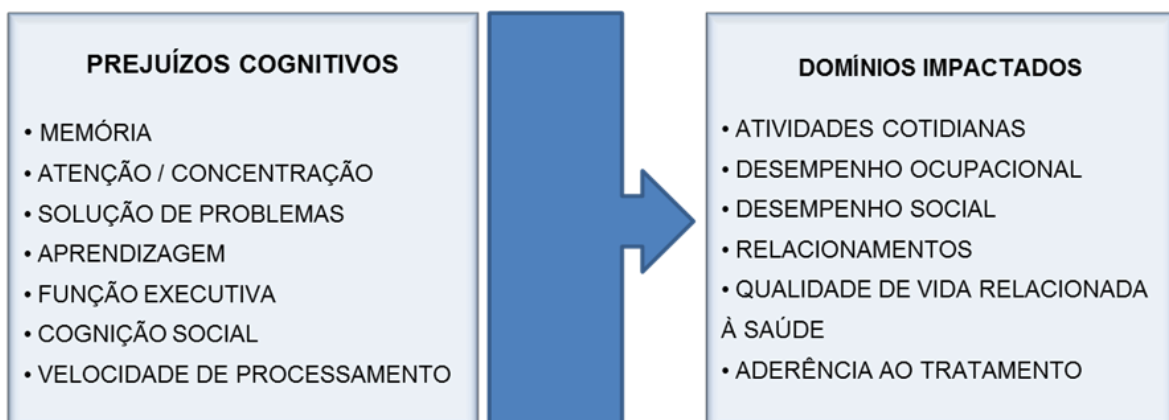 PREJUÍZOS COGNITIVOS
• MEMÓRIA
• ATENÇÃO / CONCENTRAÇÃO
• SOLUÇÃO DE PROBLEMAS
• APRENDIZAGEM
• FUNÇÃO EXECUTIVA
• COGNIÇÃO SOCIAL
• VELOCIDADE DE PROCESSAMENTO
DOMÍNIOS IMPACTADOS
• ATIVIDADES COTIDIANAS
• DESEMPENHO OCUPACIONAL
• DESEMPENHO SOCIAL
• RELACIONAMENTOS
• QUALIDADE DE VIDA RELACIONADA
À SAÚDE
• ADERÊNCIA AO TRATAMENTO